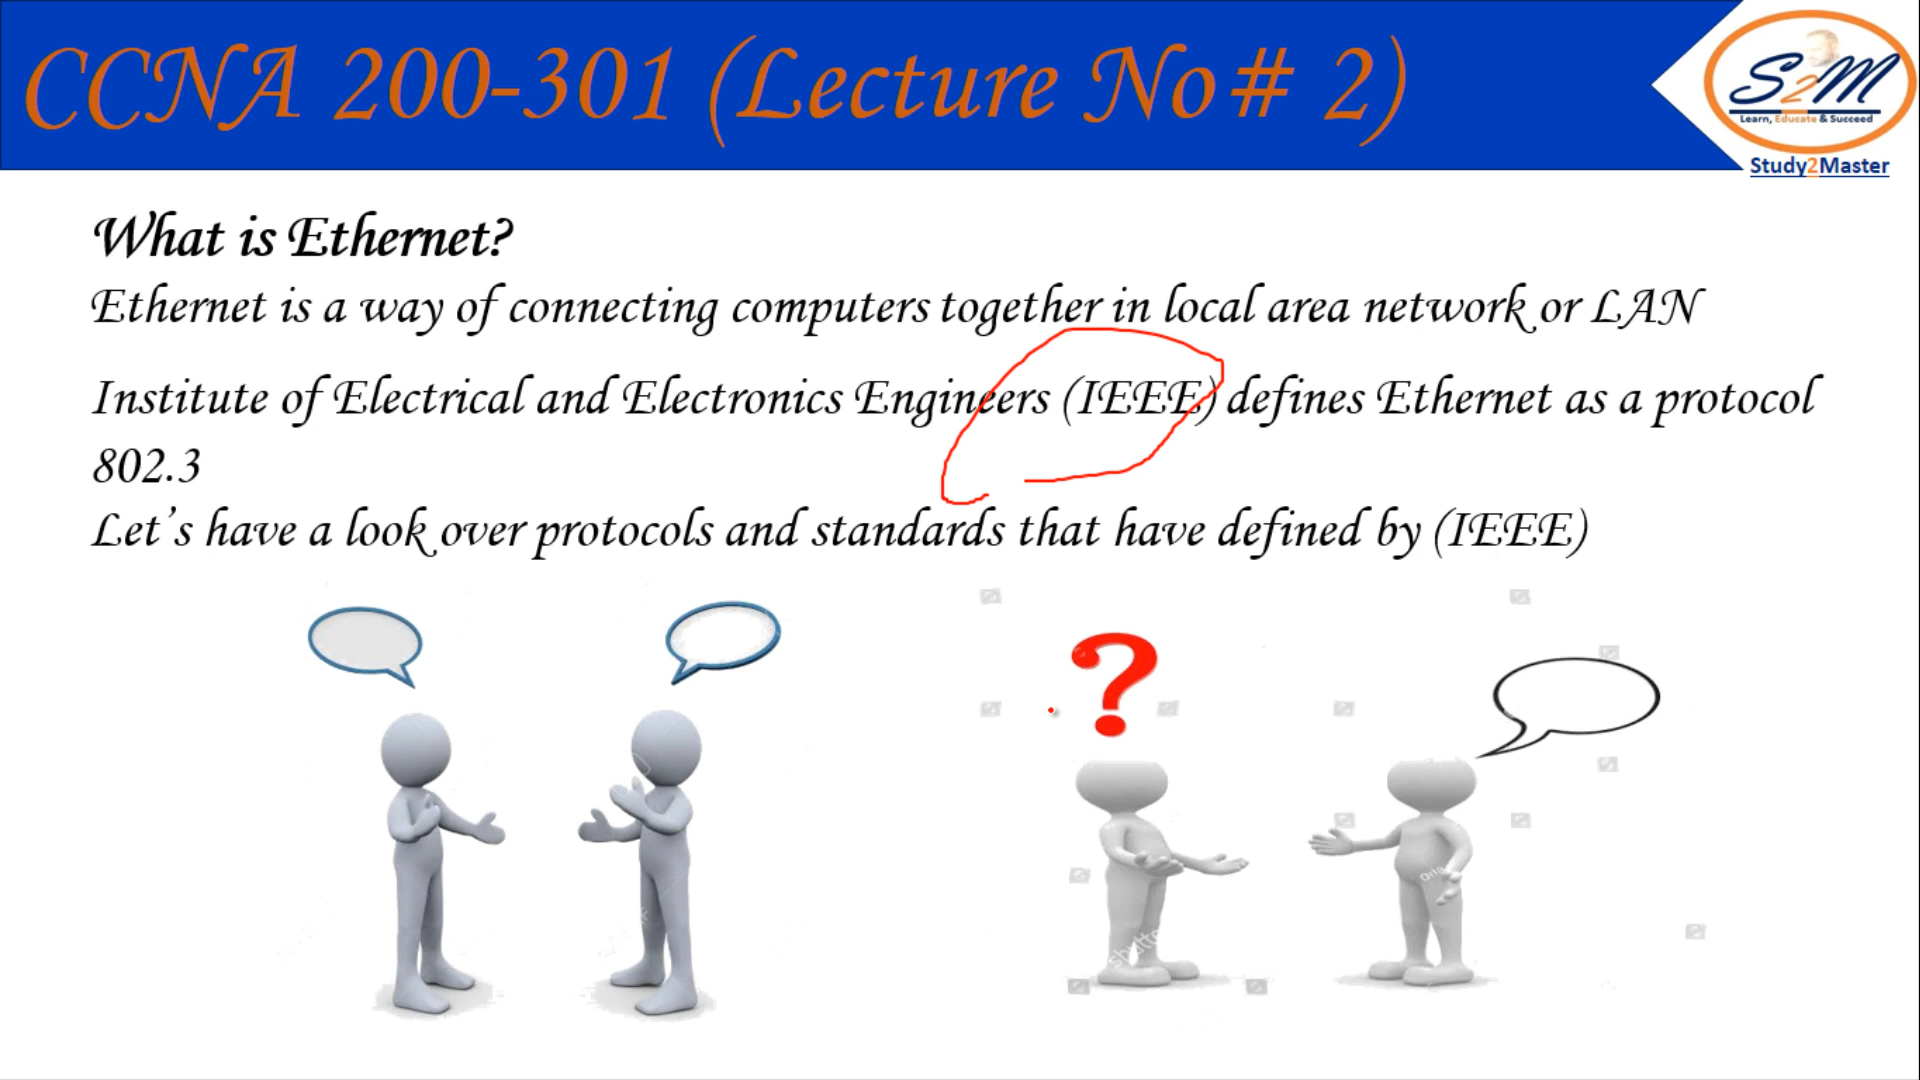 CCNA 200-301 (Lecture No# 2)
S2M
Learn, Educate & Succeed
Study2Master
What is Ethernet?
Ethernet is a way of connecting computers together in local area network or LAN
Institute of Electrical and Electronics Engineers (IEEE) defines Ethernet as a protocol
802.3
Let's have a look over protocols and standards that have defined by (IEEE)